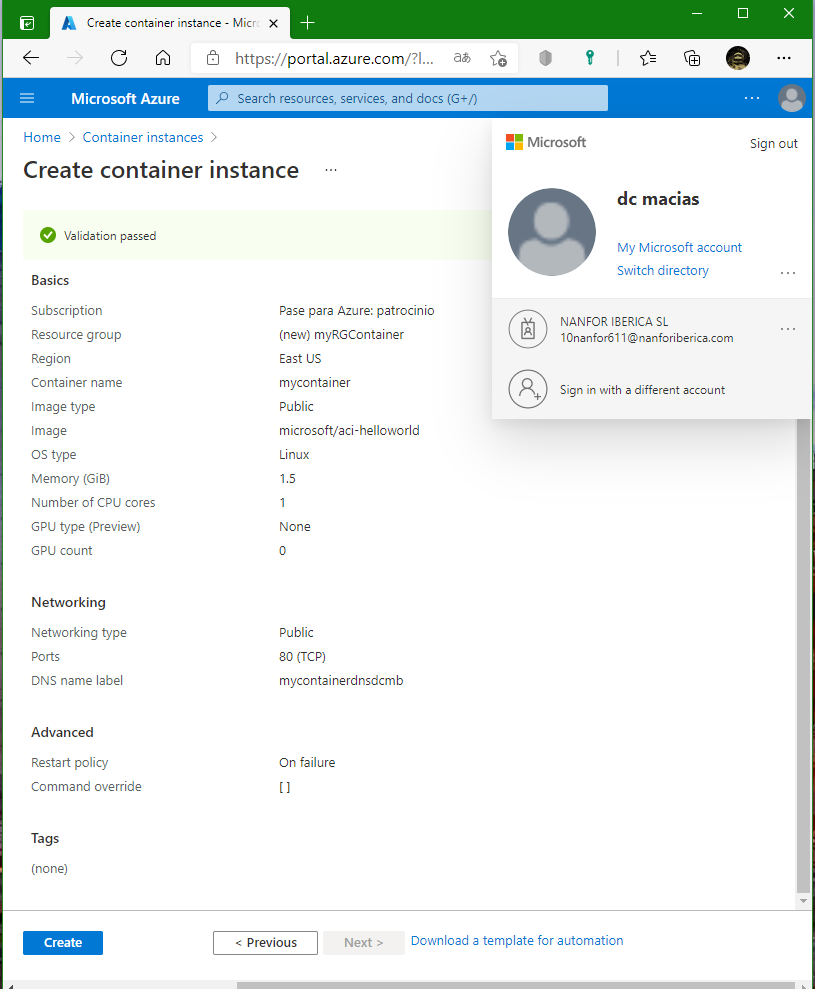 Create container instance - Micr
https://portal.azure.com/?l...
aあ
Microsoft Azure
Search resources, services, and docs (G+/)
Home > Container instances >
Create container instance ...
Validation passed
Basics
Subscription Pase para Azure: patrocinio
Resource group (new) myRGContainer
Region East US
Container name mycontainer
Image type Public
Image microsoft/aci-helloworld
OS type Linux
Memory (GiB) 1.5
Number of CPU cores 1
GPU type (Preview) None
GPU count 0
Networking
Networking type Public
Ports 80 (TCP)
DNS name label mycontainerdnsdcmb
Advanced
Restart policy On failure
Command override [ ]
Tags
(none)
Create
< Previous
Next >
Download a template for automation
Microsoft
Sign out
dc macias
My Microsoft account
Switch directory
NANFOR IBERICA SL
10nanfor611@nanforiberica.com
Sign in with a different account